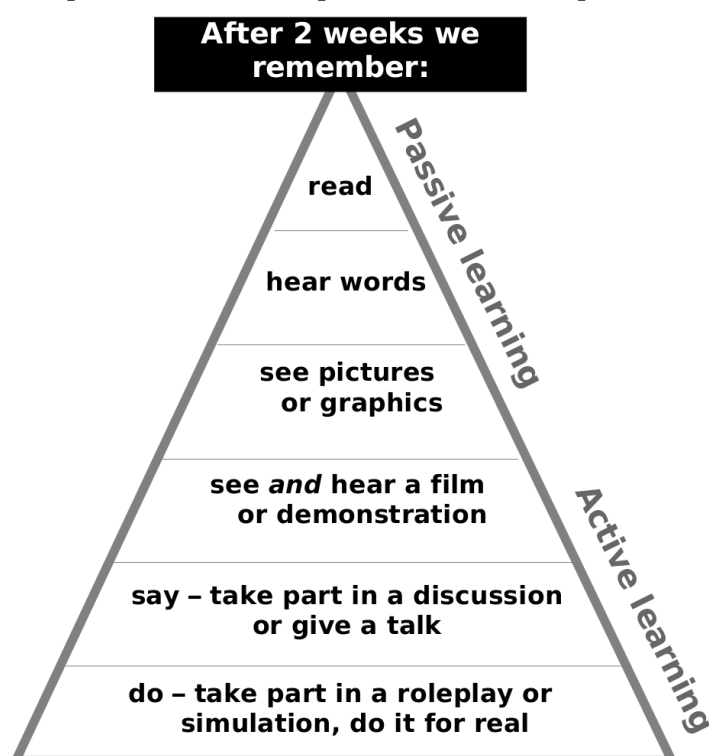 After 2 weeks we
remember:
read
hear words
see pictures
or graphics
see and hear a film
or demonstration
say – take part in a discussion
or give a talk
do – take part in a roleplay or
simulation, do it for real
Passive learning
Active learning